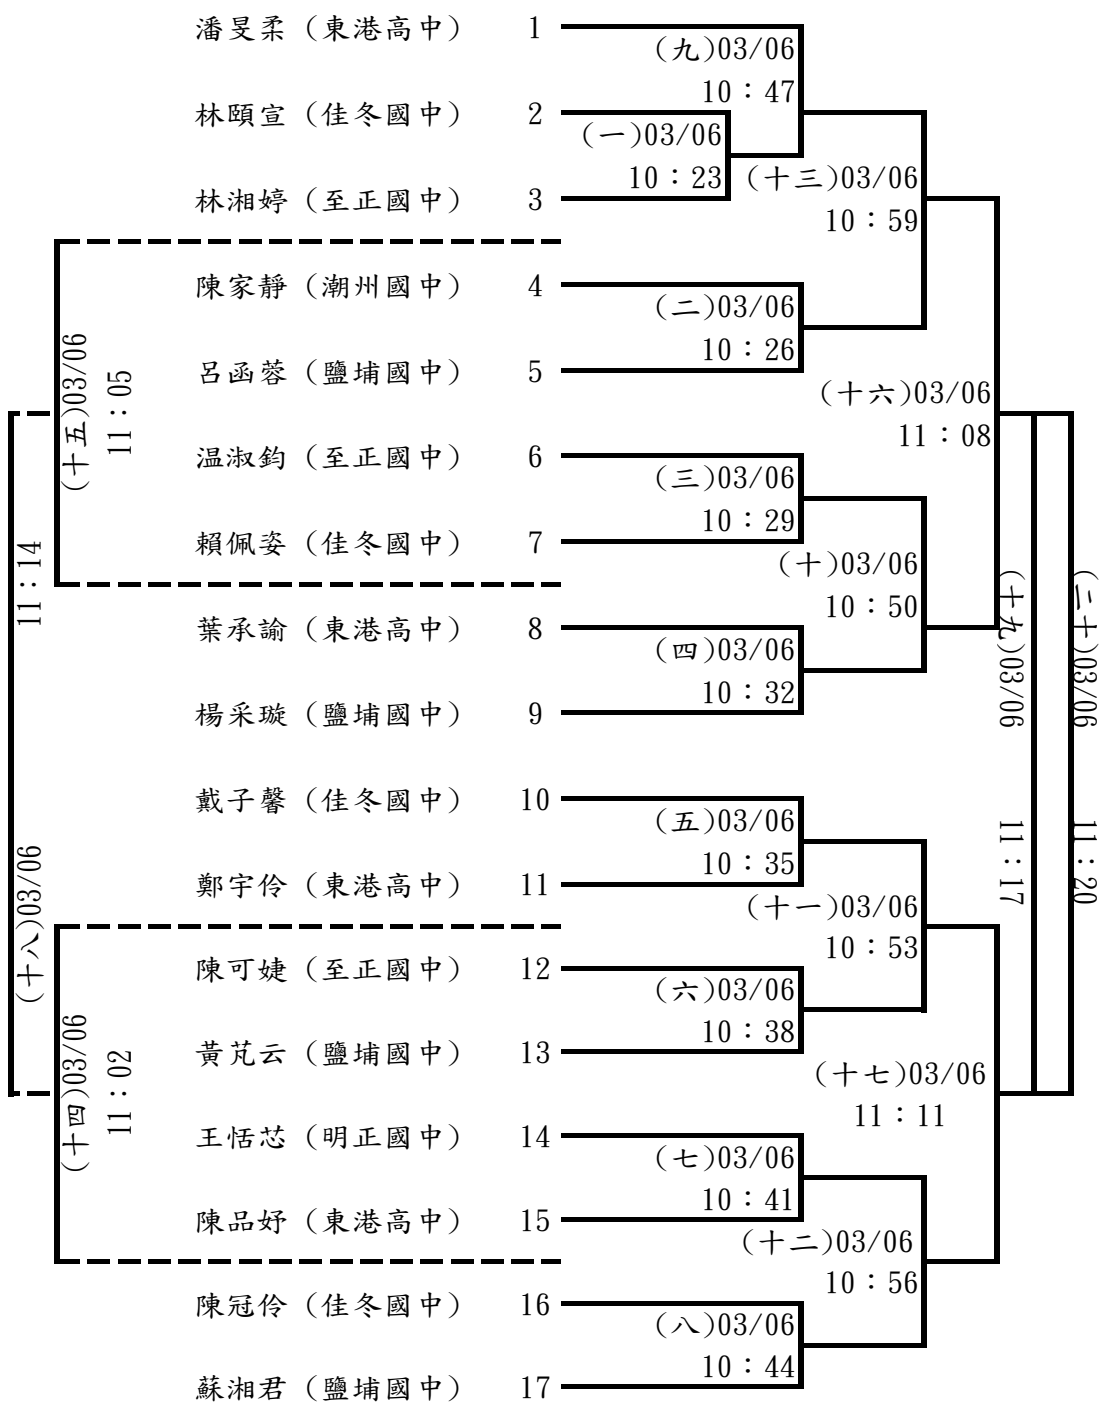 潘旻柔（東港高中） 1
(九)03/06
10：47
林頤宣（佳冬國中） 2
(一)03/06
10：23
(十三)03/06
10：59
林湘婷（至正國中） 3
陳家靜（潮州國中） 4
(二)03/06
10：26
呂函蓉（鹽埔國中） 5
(十五)03/06
11：05
(十六)03/06
11：08
温淑鈞（至正國中） 6
(三)03/06
10：29
賴佩姿（佳冬國中） 7
(十)03/06
10：50
葉承諭（東港高中） 8
(四)03/06
10：32
楊采璇（鹽埔國中） 9
(十八)03/06
11：14
(十九)03/06
11：17
(二十)03/06
11：20
戴子馨（佳冬國中） 10
(五)03/06
10：35
鄭宇伶（東港高中） 11
(十一)03/06
10：53
陳可婕（至正國中） 12
(六)03/06
10：38
黃芃云（鹽埔國中） 13
(十四)03/06
11：02
(十七)03/06
11：11
王恬芯（明正國中） 14
(七)03/06
10：41
陳品妤（東港高中） 15
(十二)03/06
10：56
陳冠伶（佳冬國中） 16
(八)03/06
10：44
蘇湘君（鹽埔國中） 17